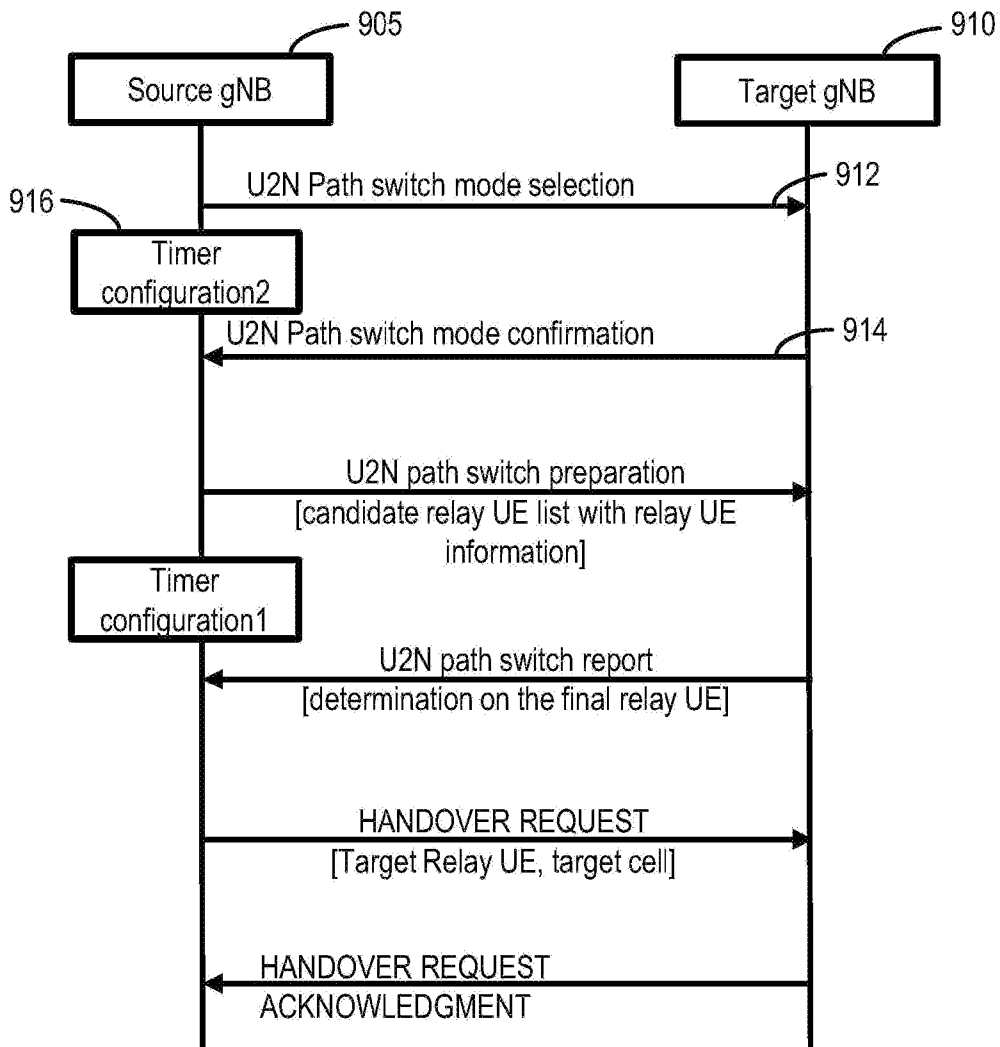 905
910
Source gNB
Target gNB
U2N Path switch mode selection
912
916
Timer
configuration2
U2N Path switch mode confirmation
914
U2N path switch preparation
[candidate relay UE list with relay UE
information]
Timer
configuration1
U2N path switch report
[determination on the final relay UE]
HANDOVER REQUEST
[Target Relay UE, target cell]
HANDOVER REQUEST
ACKNOWLEDGMENT